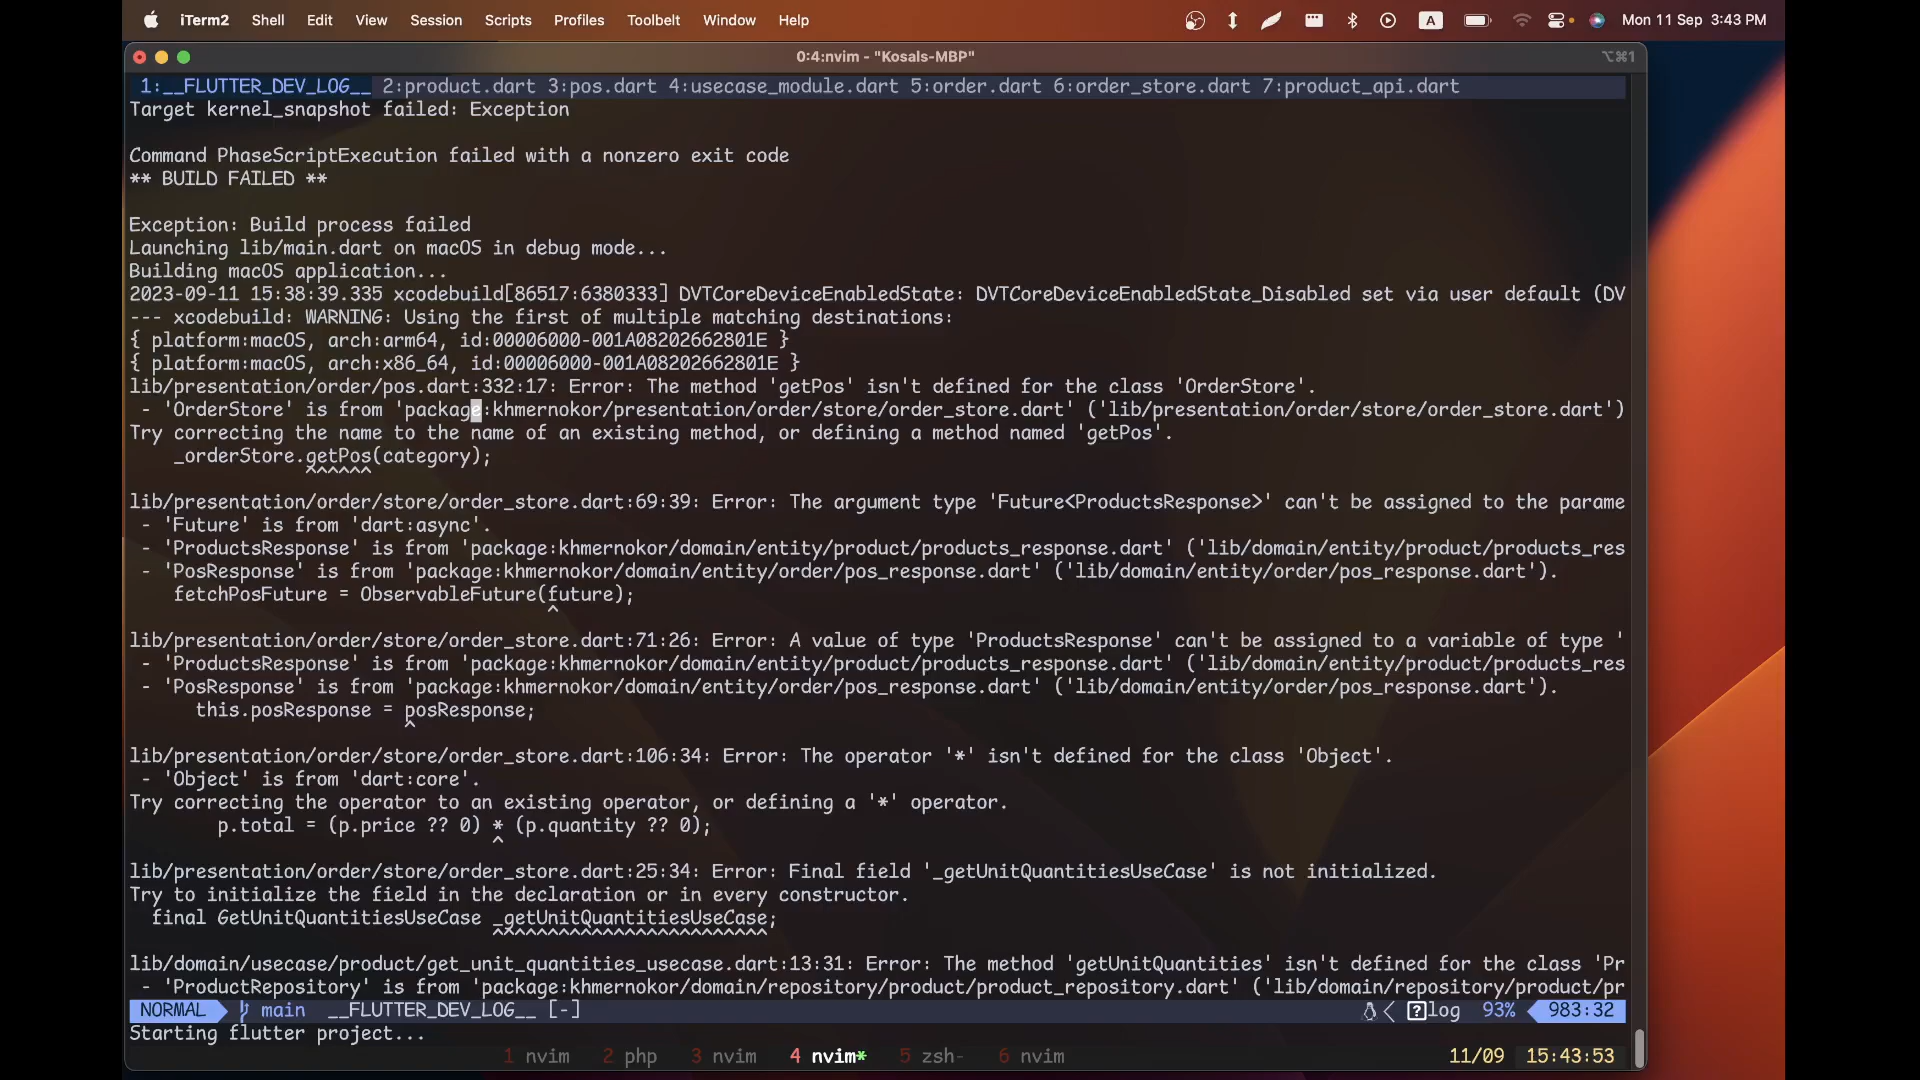 iTerm2 Shell Edit View Session Scripts Profiles Toolbelt Window Help A Mon 11 Sep 3:43 PM
0:4:nvim - "Kosals-MBP" ⌥⌘1
1:__FLUTTER_DEV_LOG__ 2:product.dart 3:pos.dart 4:usecase_module.dart 5:order.dart 6:order_store.dart 7:product_api.dart
Target kernel_snapshot failed: Exception
Command PhaseScriptExecution failed with a nonzero exit code
** BUILD FAILED **
Exception: Build process failed
Launching lib/main.dart on macOS in debug mode...
Building macOS application...
2023-09-11 15:38:39.335 xcodebuild[86517:6380333] DVTCoreDeviceEnabledState: DVTCoreDeviceEnabledState_Disabled set via user default (DV
--- xcodebuild: WARNING: Using the first of multiple matching destinations:
{ platform:macOS, arch:arm64, id:00006000-001A08202662801E }
{ platform:macOS, arch:x86_64, id:00006000-001A08202662801E }
lib/presentation/order/pos.dart:332:17: Error: The method 'getPos' isn't defined for the class 'OrderStore'.
- 'OrderStore' is from 'package:khmernokor/presentation/order/store/order_store.dart' ('lib/presentation/order/store/order_store.dart')
Try correcting the name to the name of an existing method, or defining a method named 'getPos'.
_orderStore.getPos(category);
^^^^^^
lib/presentation/order/store/order_store.dart:69:39: Error: The argument type 'Future<ProductsResponse>' can't be assigned to the parame
- 'Future' is from 'dart:async'.
- 'ProductsResponse' is from 'package:khmernokor/domain/entity/product/products_response.dart' ('lib/domain/entity/product/products_res
- 'PosResponse' is from 'package:khmernokor/domain/entity/order/pos_response.dart' ('lib/domain/entity/order/pos_response.dart').
fetchPosFuture = ObservableFuture(future);
^
lib/presentation/order/store/order_store.dart:71:26: Error: A value of type 'ProductsResponse' can't be assigned to a variable of type '
- 'ProductsResponse' is from 'package:khmernokor/domain/entity/product/products_response.dart' ('lib/domain/entity/product/products_res
- 'PosResponse' is from 'package:khmernokor/domain/entity/order/pos_response.dart' ('lib/domain/entity/order/pos_response.dart').
this.posResponse = posResponse;
^
lib/presentation/order/store/order_store.dart:106:34: Error: The operator '*' isn't defined for the class 'Object'.
- 'Object' is from 'dart:core'.
Try correcting the operator to an existing operator, or defining a '*' operator.
p.total = (p.price ?? 0) * (p.quantity ?? 0);
^
lib/presentation/order/store/order_store.dart:25:34: Error: Final field '_getUnitQuantitiesUseCase' is not initialized.
Try to initialize the field in the declaration or in every constructor.
final GetUnitQuantitiesUseCase _getUnitQuantitiesUseCase;
^^^^^^^^^^^^^^^^^^^^^^^^^
lib/domain/usecase/product/get_unit_quantities_usecase.dart:13:31: Error: The method 'getUnitQuantities' isn't defined for the class 'Pr
- 'ProductRepository' is from 'package:khmernokor/domain/repository/product/product_repository.dart' ('lib/domain/repository/product/pr
NORMAL main __FLUTTER_DEV_LOG__ [-] log 93% 983:32
Starting flutter project...
1 nvim 2 php 3 nvim 4 nvim* 5 zsh- 6 nvim 11/09 15:43:53